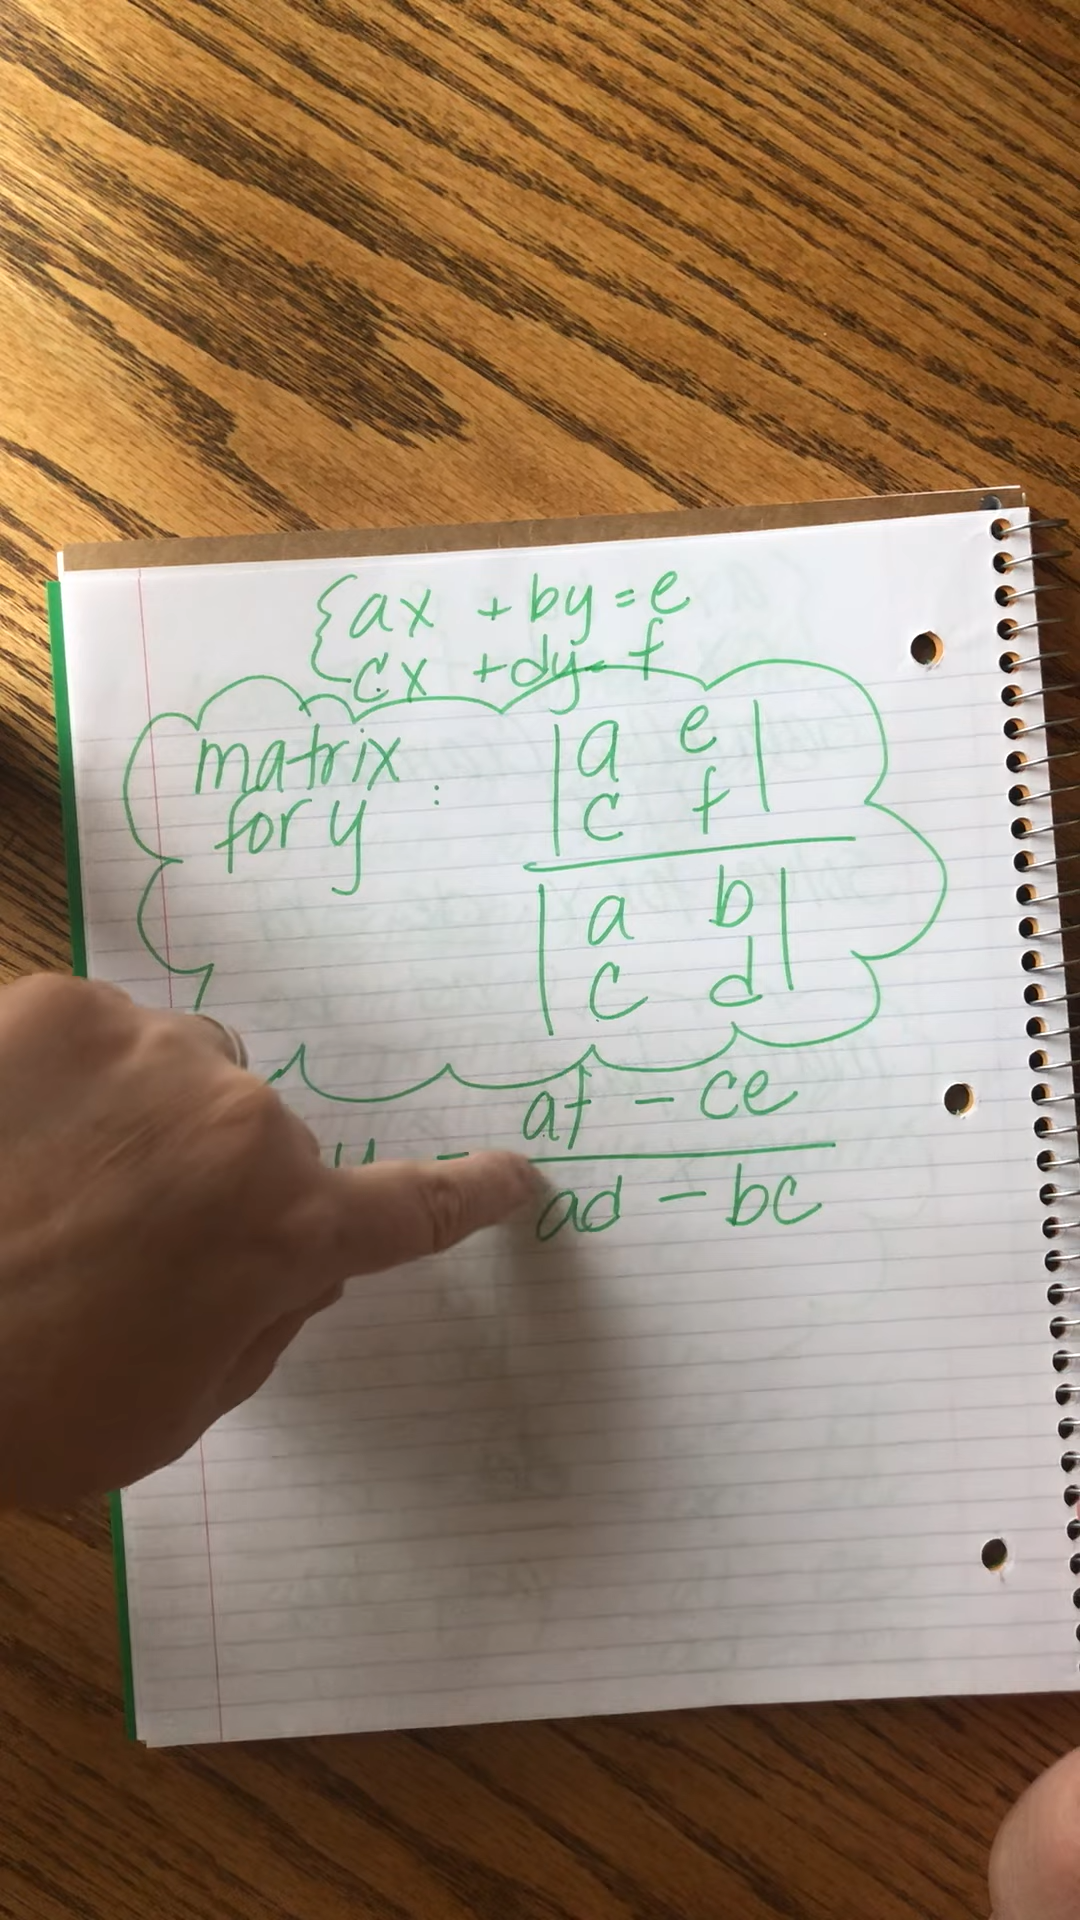 {ax + by = e
cx + dy = f
matrix
for y :
|a e|
|c f|
|a b|
|c d|
af - ce
y =
ad - bc